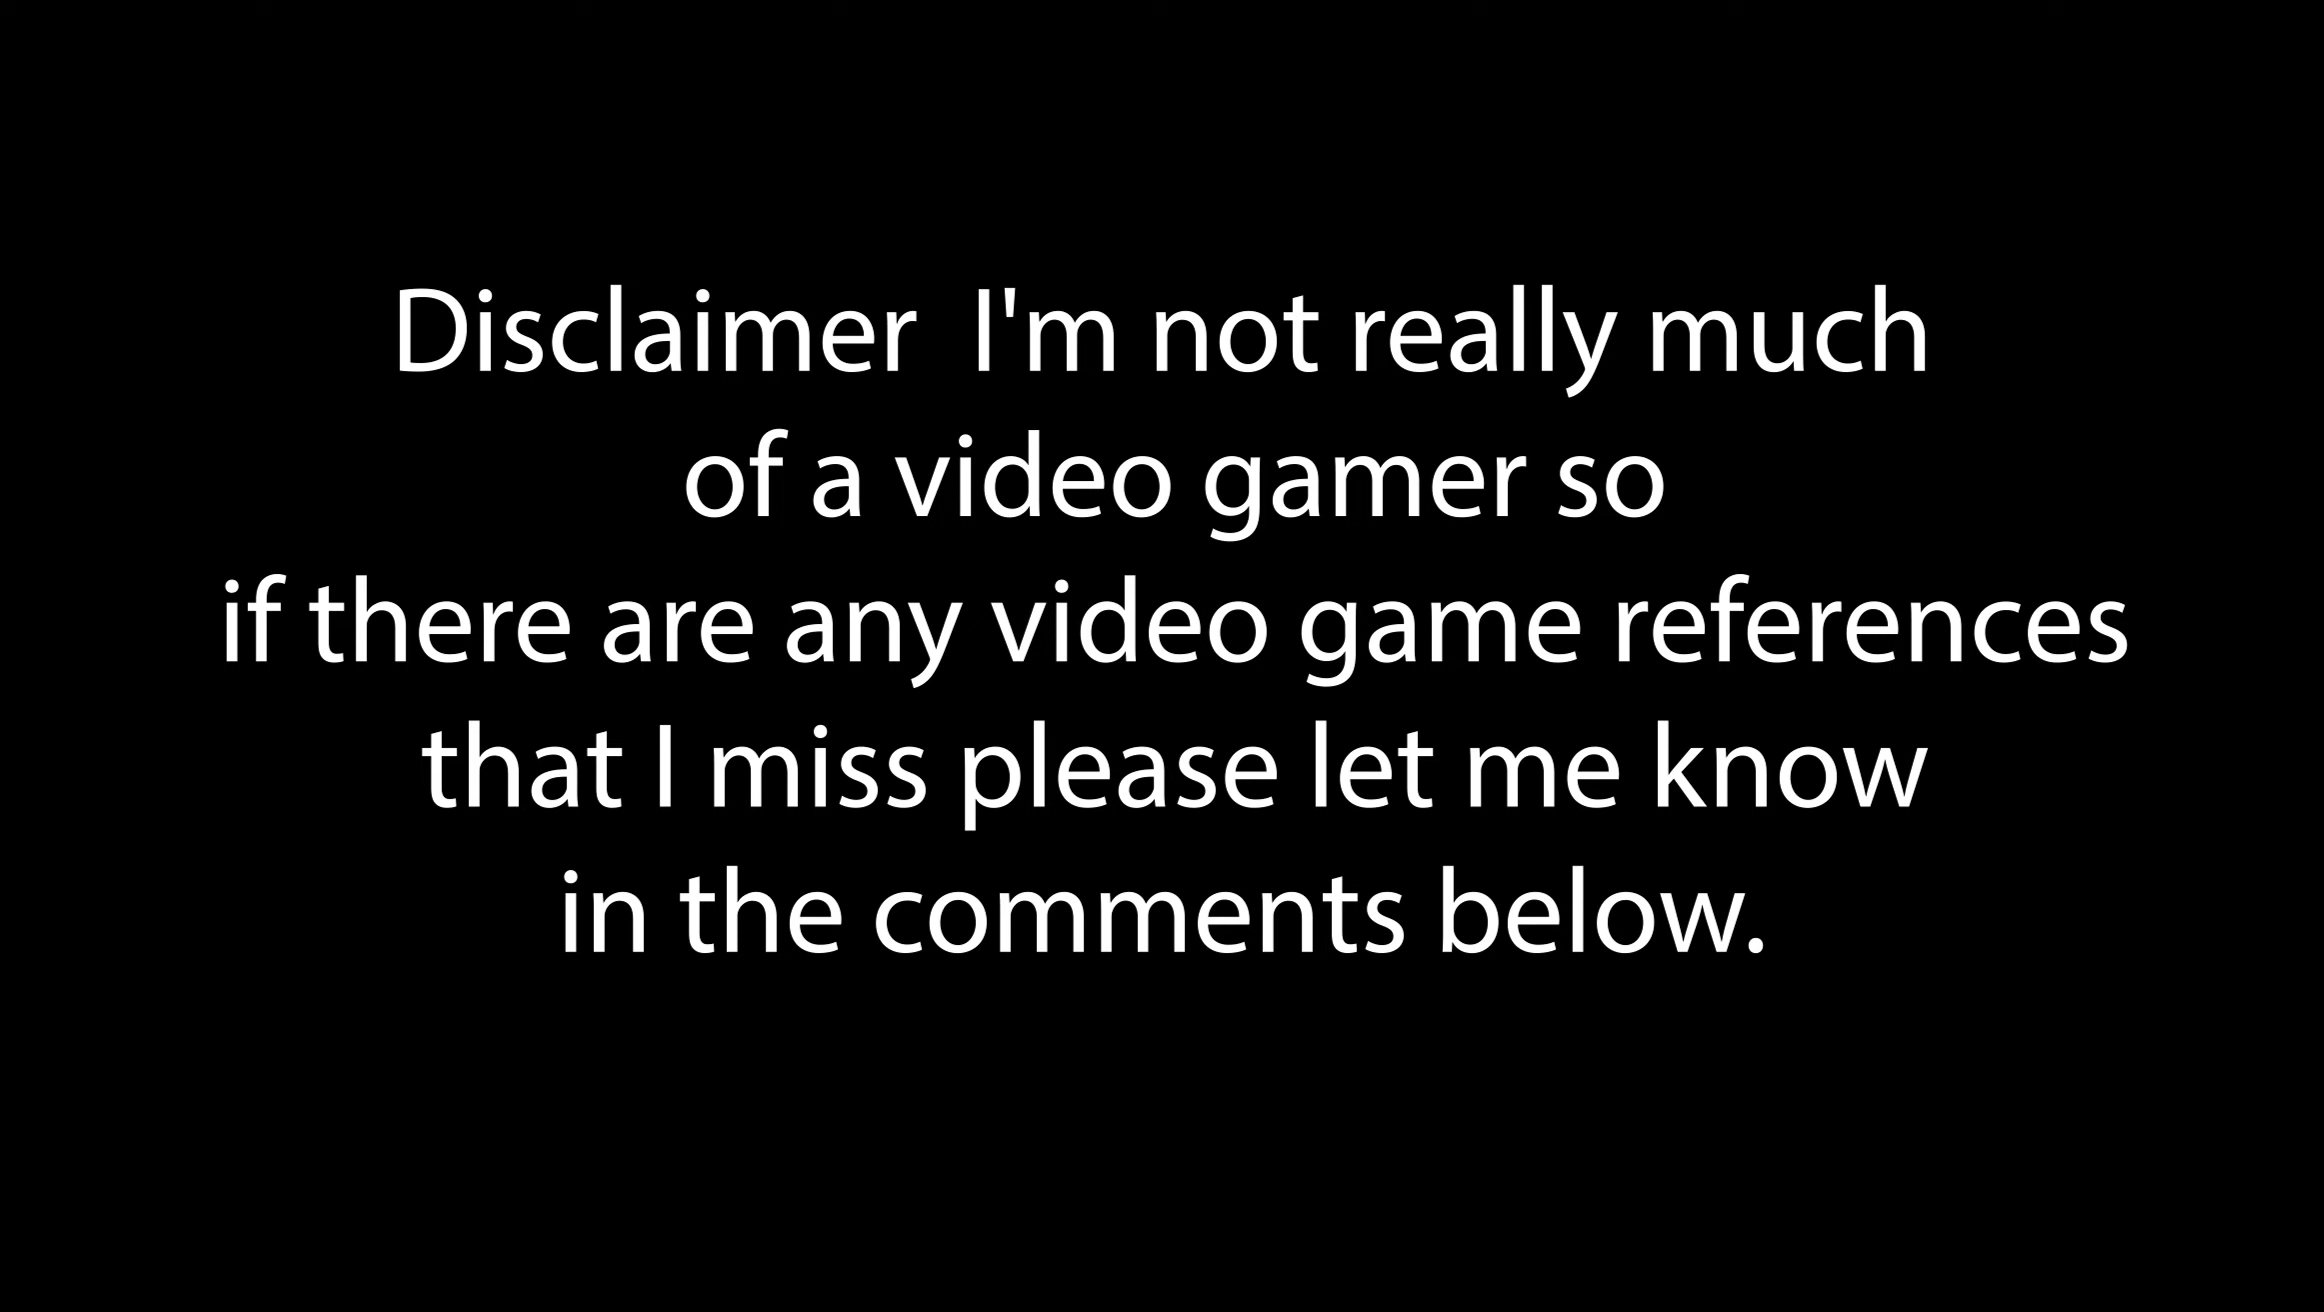 Disclaimer  I'm not really much
of a video gamer so
if there are any video game references
that I miss please let me know
in the comments below.